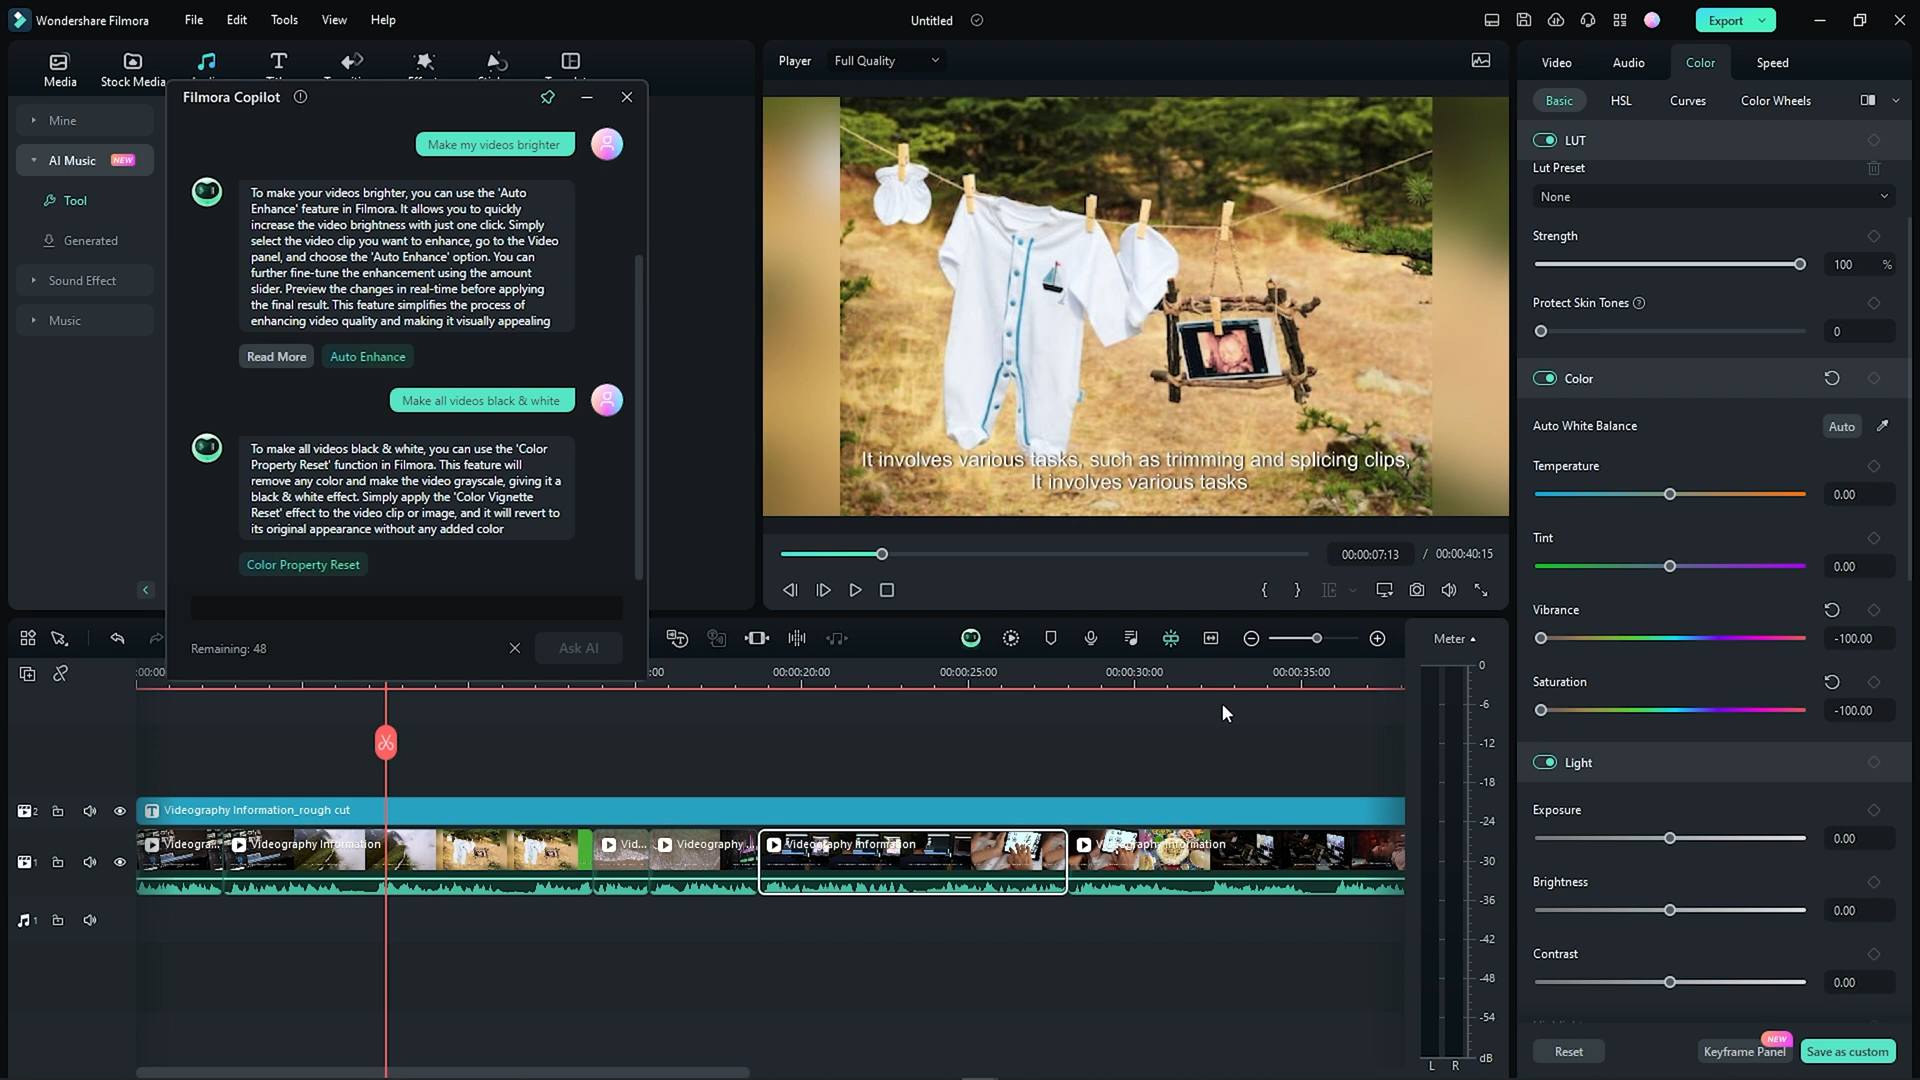 Wondershare Filmora
File
Edit
Tools
View
Help
Untitled
Export
Media
Stock Media
Player
Full Quality
Video
Audio
Color
Speed
Basic
HSL
Curves
Color Wheels
Mine
AI Music
NEW
Tool
Generated
Sound Effect
Music
Filmora Copilot
Make my videos brighter
To make your videos brighter, you can use the 'Auto
Enhance' feature in Filmora. It allows you to quickly
increase the video brightness with just one click. Simply
select the video clip you want to enhance, go to the Video
panel, and choose the 'Auto Enhance' option. You can
further fine-tune the enhancement using the amount
slider. Preview the changes in real-time before applying
the final result. This feature simplifies the process of
enhancing video quality and making it visually appealing
Read More
Auto Enhance
Make all videos black & white
To make all videos black & white, you can use the 'Color
Property Reset' function in Filmora. This feature will
remove any color and make the video grayscale, giving it a
black & white effect. Simply apply the 'Color Vignette
Reset' effect to the video clip or image, and it will revert to
its original appearance without any added color
Color Property Reset
Remaining: 48
Ask AI
It involves various tasks, such as trimming and splicing clips,
It involves various tasks
00:00:07:13 / 00:00:40:15
LUT
Lut Preset
None
Strength
100 %
Protect Skin Tones
0
Color
Auto White Balance
Auto
Temperature
0.00
Tint
0.00
Vibrance
-100.00
Saturation
-100.00
Light
Exposure
0.00
Brightness
0.00
Contrast
0.00
Reset
Keyframe Panel
NEW
Save as custom
:00:00
:00
00:00:20:00
00:00:25:00
00:00:30:00
00:00:35:00
2
Videography Information_rough cut
1
Videogra...
Videography Information
Vid...
Videography ...
Videography Information
Videography Information
1
Meter
0
-6
-12
-18
-24
-30
-36
-42
-48
-54
dB
L R